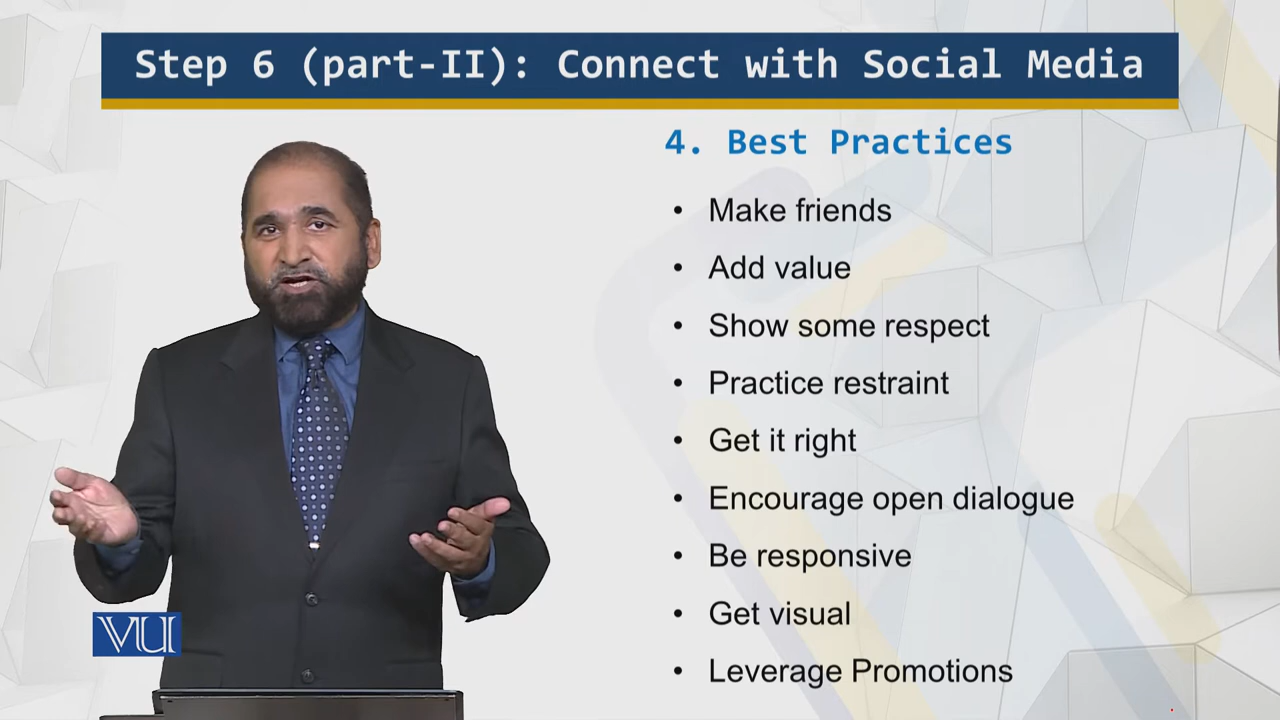 Step 6 (part-II): Connect with Social Media
4. Best Practices
• Make friends
• Add value
• Show some respect
• Practice restraint
• Get it right
• Encourage open dialogue
• Be responsive
• Get visual
• Leverage Promotions
VU